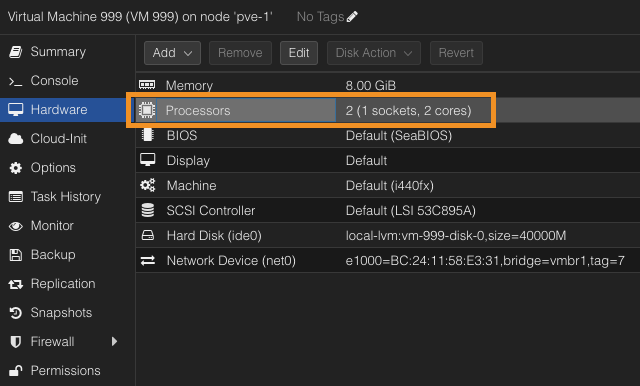 Virtual Machine 999 (VM 999) on node 'pve-1' No Tags
Summary
Console
Hardware
Cloud-Init
Options
Task History
Monitor
Backup
Replication
Snapshots
Firewall
Permissions
Add Remove Edit Disk Action Revert
Memory 8.00 GiB
Processors 2 (1 sockets, 2 cores)
BIOS Default (SeaBIOS)
Display Default
Machine Default (i440fx)
SCSI Controller Default (LSI 53C895A)
Hard Disk (ide0) local-lvm:vm-999-disk-0,size=40000M
Network Device (net0) e1000=BC:24:11:58:E3:31,bridge=vmbr1,tag=7